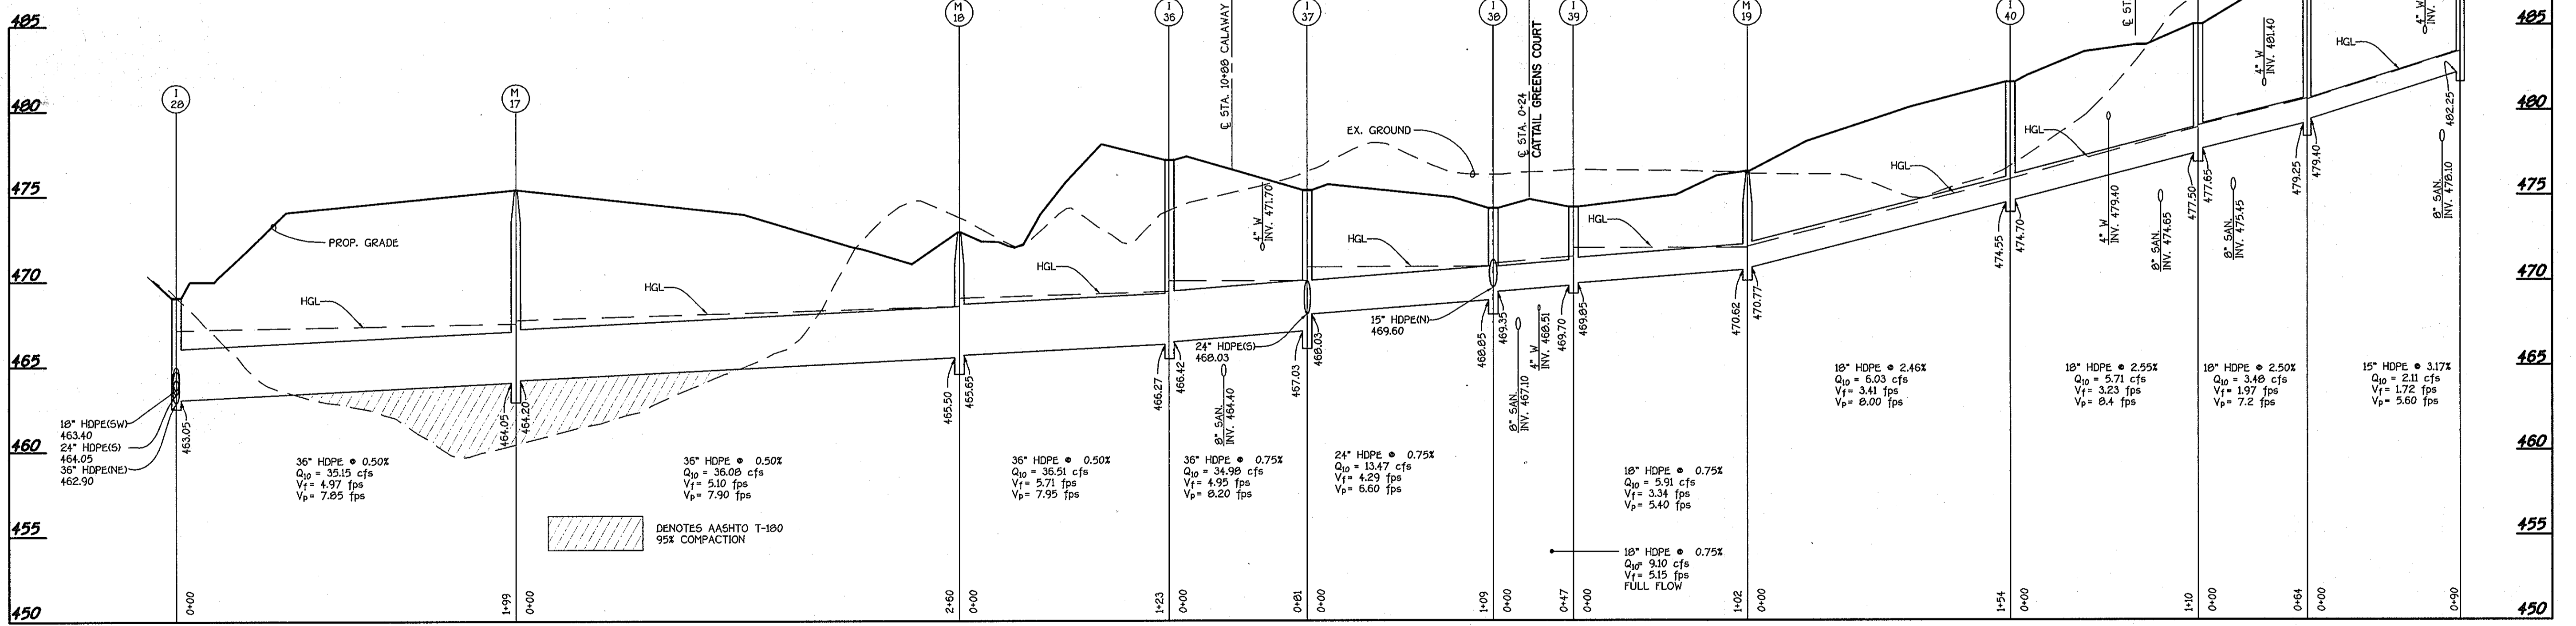 485
480
475
470
465
460
455
450
485
480
475
470
465
460
455
450
I
28
M
17
M
18
I
36
I
37
I
38
I
39
M
19
I
40
℄ STA. 10+00 CALAWAY
℄ STA. 0+24
CATTAIL GREENS COURT
℄ ST
PROP. GRADE
EX. GROUND
HGL
HGL
HGL
HGL
HGL
HGL
HGL
HGL
4" W
INV. 471.70
4" W
INV. 468.51
4" W
INV. 479.40
4" W
INV. 481.40
4" W
INV.
8" SAN.
INV. 464.40
8" SAN.
INV. 467.10
8" SAN.
INV. 474.65
8" SAN.
INV. 475.45
8" SAN.
INV. 478.10
18" HDPE(SW)
463.40
24" HDPE(S)
464.05
36" HDPE(NE)
462.90
463.05
464.05
464.20
465.50
465.65
466.27
466.42
24" HDPE(S)
468.03
467.03
468.03
15" HDPE(N)
469.60
468.85
469.35
469.70
469.85
470.62
470.77
474.55
474.70
477.50
477.65
479.25
479.40
482.25
36" HDPE @ 0.50%
Q10 = 35.15 cfs
Vf= 4.97 fps
Vp= 7.85 fps
36" HDPE @ 0.50%
Q10 = 36.08 cfs
Vf= 5.10 fps
Vp= 7.90 fps
36" HDPE @ 0.50%
Q10 = 36.51 cfs
Vf= 5.71 fps
Vp= 7.95 fps
36" HDPE @ 0.75%
Q10 = 34.98 cfs
Vf= 4.95 fps
Vp= 8.20 fps
24" HDPE @ 0.75%
Q10 = 13.47 cfs
Vf= 4.29 fps
Vp= 6.60 fps
18" HDPE @ 0.75%
Q10 = 5.91 cfs
Vf= 3.34 fps
Vp= 5.40 fps
18" HDPE @ 0.75%
Q10= 9.10 cfs
Vf= 5.15 fps
FULL FLOW
18" HDPE @ 2.46%
Q10 = 6.03 cfs
Vf= 3.41 fps
Vp= 8.00 fps
18" HDPE @ 2.55%
Q10 = 5.71 cfs
Vf= 3.23 fps
Vp= 8.4 fps
18" HDPE @ 2.50%
Q10 = 3.48 cfs
Vf= 1.97 fps
Vp= 7.2 fps
15" HDPE @ 3.17%
Q10 = 2.11 cfs
Vf= 1.72 fps
Vp= 5.60 fps
DENOTES AASHTO T-180
95% COMPACTION
0+00
1+99
0+00
2+60
0+00
1+23
0+00
0+81
0+00
1+09
0+00
0+47
0+00
1+02
0+00
1+54
0+00
1+10
0+00
0+64
0+00
0+90